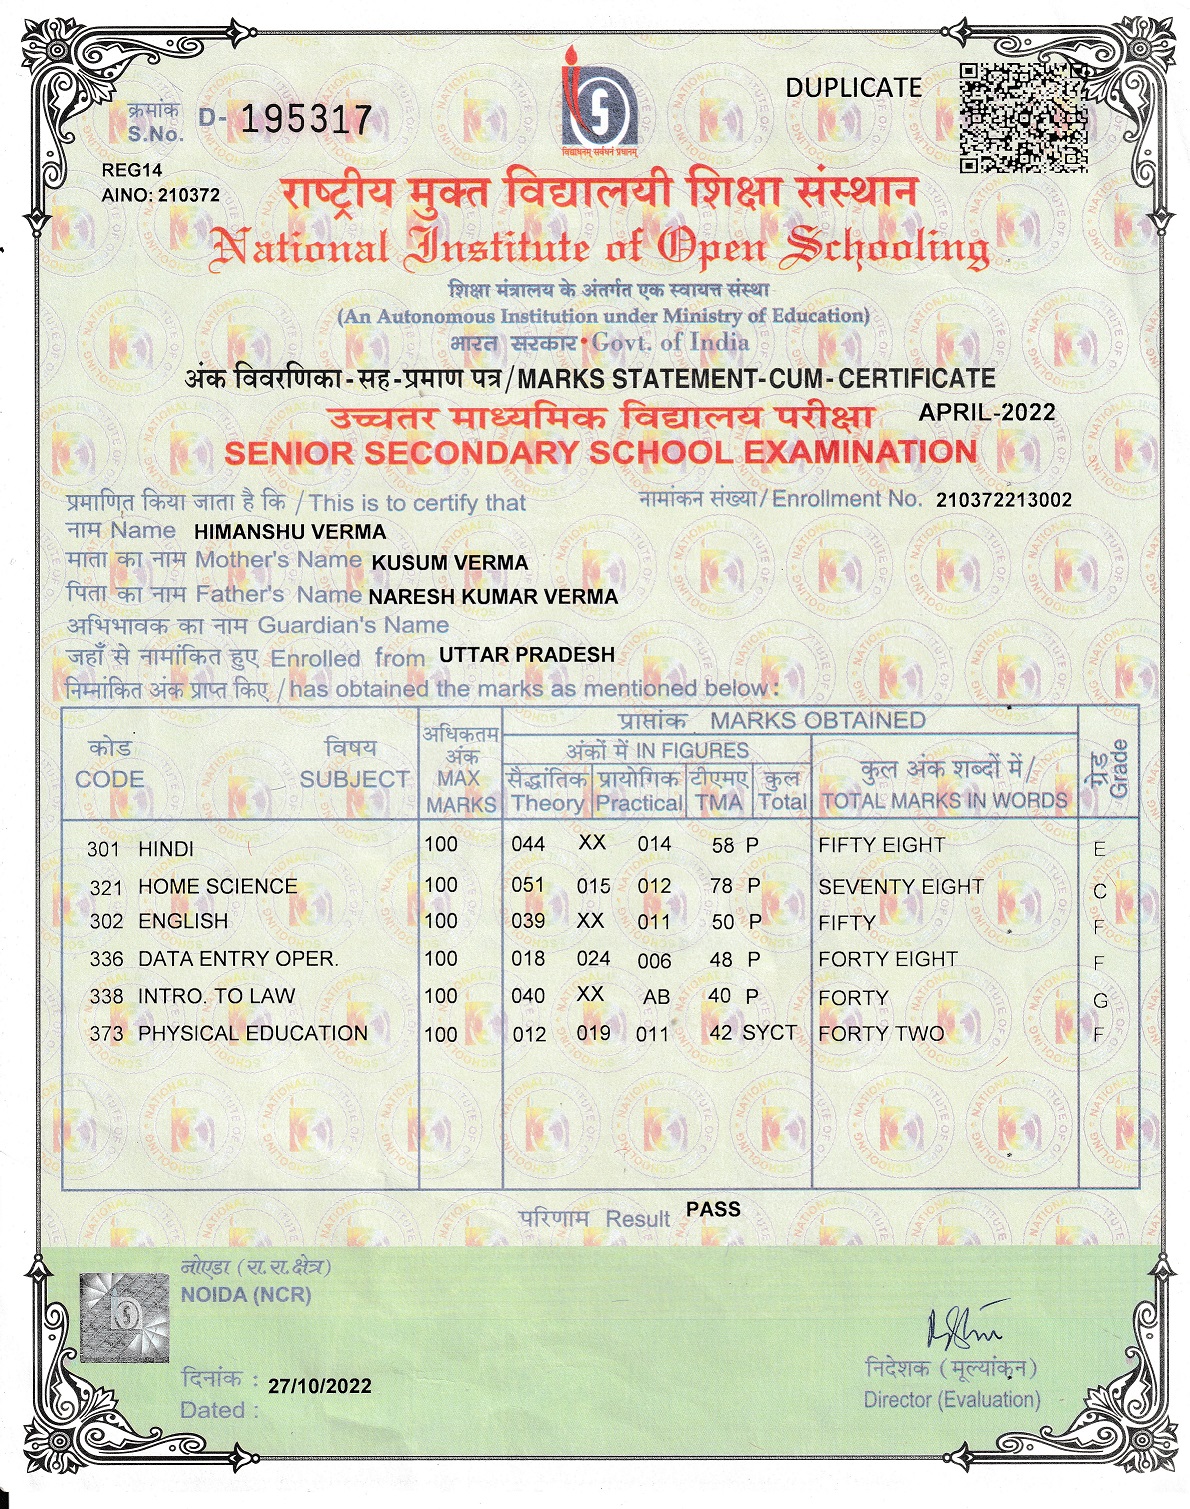 क्रमांक
S.No. D- 195317
DUPLICATE
विद्याधनम् सर्वधनं प्रधानम्
REG14
AINO: 210372
राष्ट्रीय मुक्त विद्यालयी शिक्षा संस्थान
National Institute of Open Schooling
शिक्षा मंत्रालय के अंतर्गत एक स्वायत्त संस्था
(An Autonomous Institution under Ministry of Education)
भारत सरकार•Govt. of India
अंक विवरणिका-सह-प्रमाण पत्र/MARKS STATEMENT-CUM-CERTIFICATE
उच्चतर माध्यमिक विद्यालय परीक्षा APRIL-2022
SENIOR SECONDARY SCHOOL EXAMINATION
प्रमाणित किया जाता है कि /This is to certify that नामांकन संख्या/Enrollment No. 210372213002
नाम Name HIMANSHU VERMA
माता का नाम Mother's Name KUSUM VERMA
पिता का नाम Father's Name NARESH KUMAR VERMA
अभिभावक का नाम Guardian's Name
जहाँ से नामांकित हुए Enrolled from UTTAR PRADESH
निम्नांकित अंक प्राप्त किए /has obtained the marks as mentioned below:
कोड CODE विषय SUBJECT अधिकतम अंक MAX MARKS प्राप्तांक MARKS OBTAINED ग्रेड Grade
अंकों में IN FIGURES कुल अंक शब्दों में/ TOTAL MARKS IN WORDS
सैद्धांतिक प्रायोगिक टीएमए कुल
Theory Practical TMA Total
301 HINDI 100 044 XX 014 58 P FIFTY EIGHT E
321 HOME SCIENCE 100 051 015 012 78 P SEVENTY EIGHT C
302 ENGLISH 100 039 XX 011 50 P FIFTY F
336 DATA ENTRY OPER. 100 018 024 006 48 P FORTY EIGHT F
338 INTRO. TO LAW 100 040 XX AB 40 P FORTY G
373 PHYSICAL EDUCATION 100 012 019 011 42 SYCT FORTY TWO F
परिणाम Result PASS
नोएडा (रा.रा.क्षेत्र)
NOIDA (NCR)
दिनांक : 27/10/2022
Dated :
निदेशक (मूल्यांकन)
Director (Evaluation)